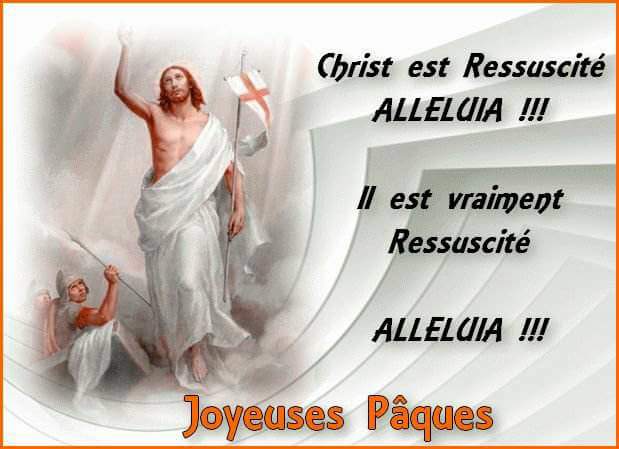 Christ est Ressuscité
ALLELUIA !!!
Il est vraiment
Ressuscité
ALLELUIA !!!
Joyeuses Pâques